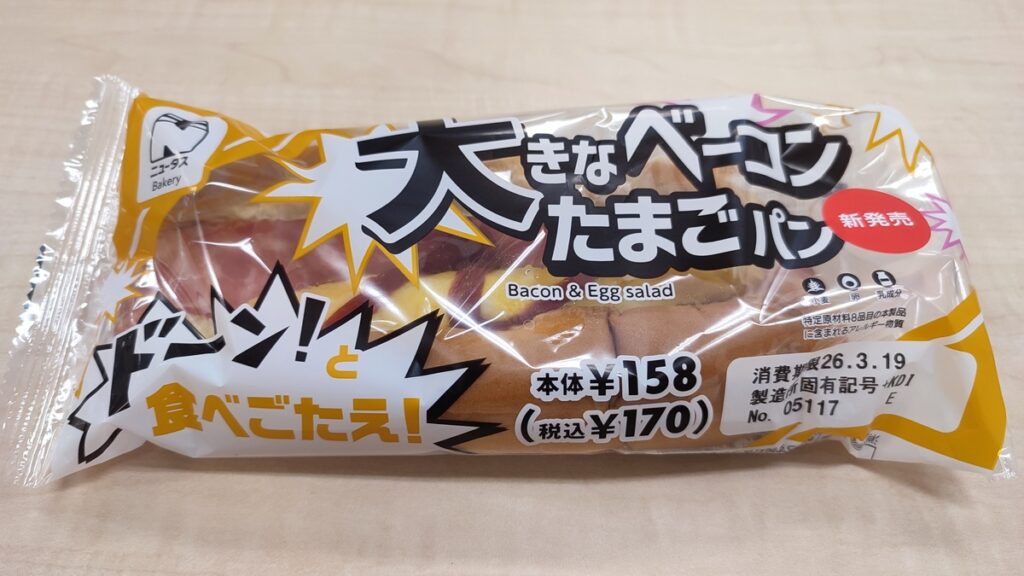 ニュータス
Bakery
大きなベーコン
たまごパン
新発売
Bacon & Egg salad
小麦 卵 乳成分
特定原材料8品目の本製品
に含まれるアレルギー物質
ドーン!と
食べごたえ!
本体¥158
(税込¥170)
消費期限26.3.19
製造所固有記号+KDI
No. 05117 E